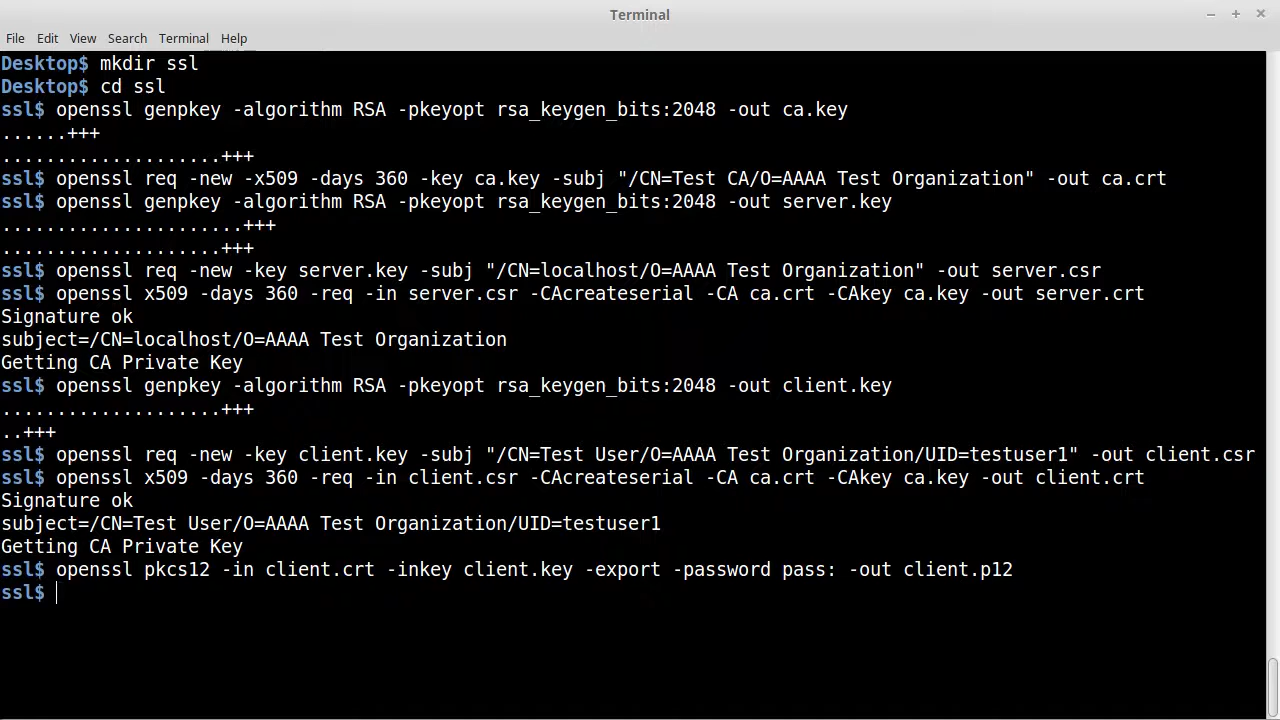 Terminal
File Edit View Search Terminal Help
Desktop$ mkdir ssl
Desktop$ cd ssl
ssl$ openssl genpkey -algorithm RSA -pkeyopt rsa_keygen_bits:2048 -out ca.key
......+++
....................+++
ssl$ openssl req -new -x509 -days 360 -key ca.key -subj "/CN=Test CA/O=AAAA Test Organization" -out ca.crt
ssl$ openssl genpkey -algorithm RSA -pkeyopt rsa_keygen_bits:2048 -out server.key
......................+++
....................+++
ssl$ openssl req -new -key server.key -subj "/CN=localhost/O=AAAA Test Organization" -out server.csr
ssl$ openssl x509 -days 360 -req -in server.csr -CAcreateserial -CA ca.crt -CAkey ca.key -out server.crt
Signature ok
subject=/CN=localhost/O=AAAA Test Organization
Getting CA Private Key
ssl$ openssl genpkey -algorithm RSA -pkeyopt rsa_keygen_bits:2048 -out client.key
....................+++
..+++
ssl$ openssl req -new -key client.key -subj "/CN=Test User/O=AAAA Test Organization/UID=testuser1" -out client.csr
ssl$ openssl x509 -days 360 -req -in client.csr -CAcreateserial -CA ca.crt -CAkey ca.key -out client.crt
Signature ok
subject=/CN=Test User/O=AAAA Test Organization/UID=testuser1
Getting CA Private Key
ssl$ openssl pkcs12 -in client.crt -inkey client.key -export -password pass: -out client.p12
ssl$